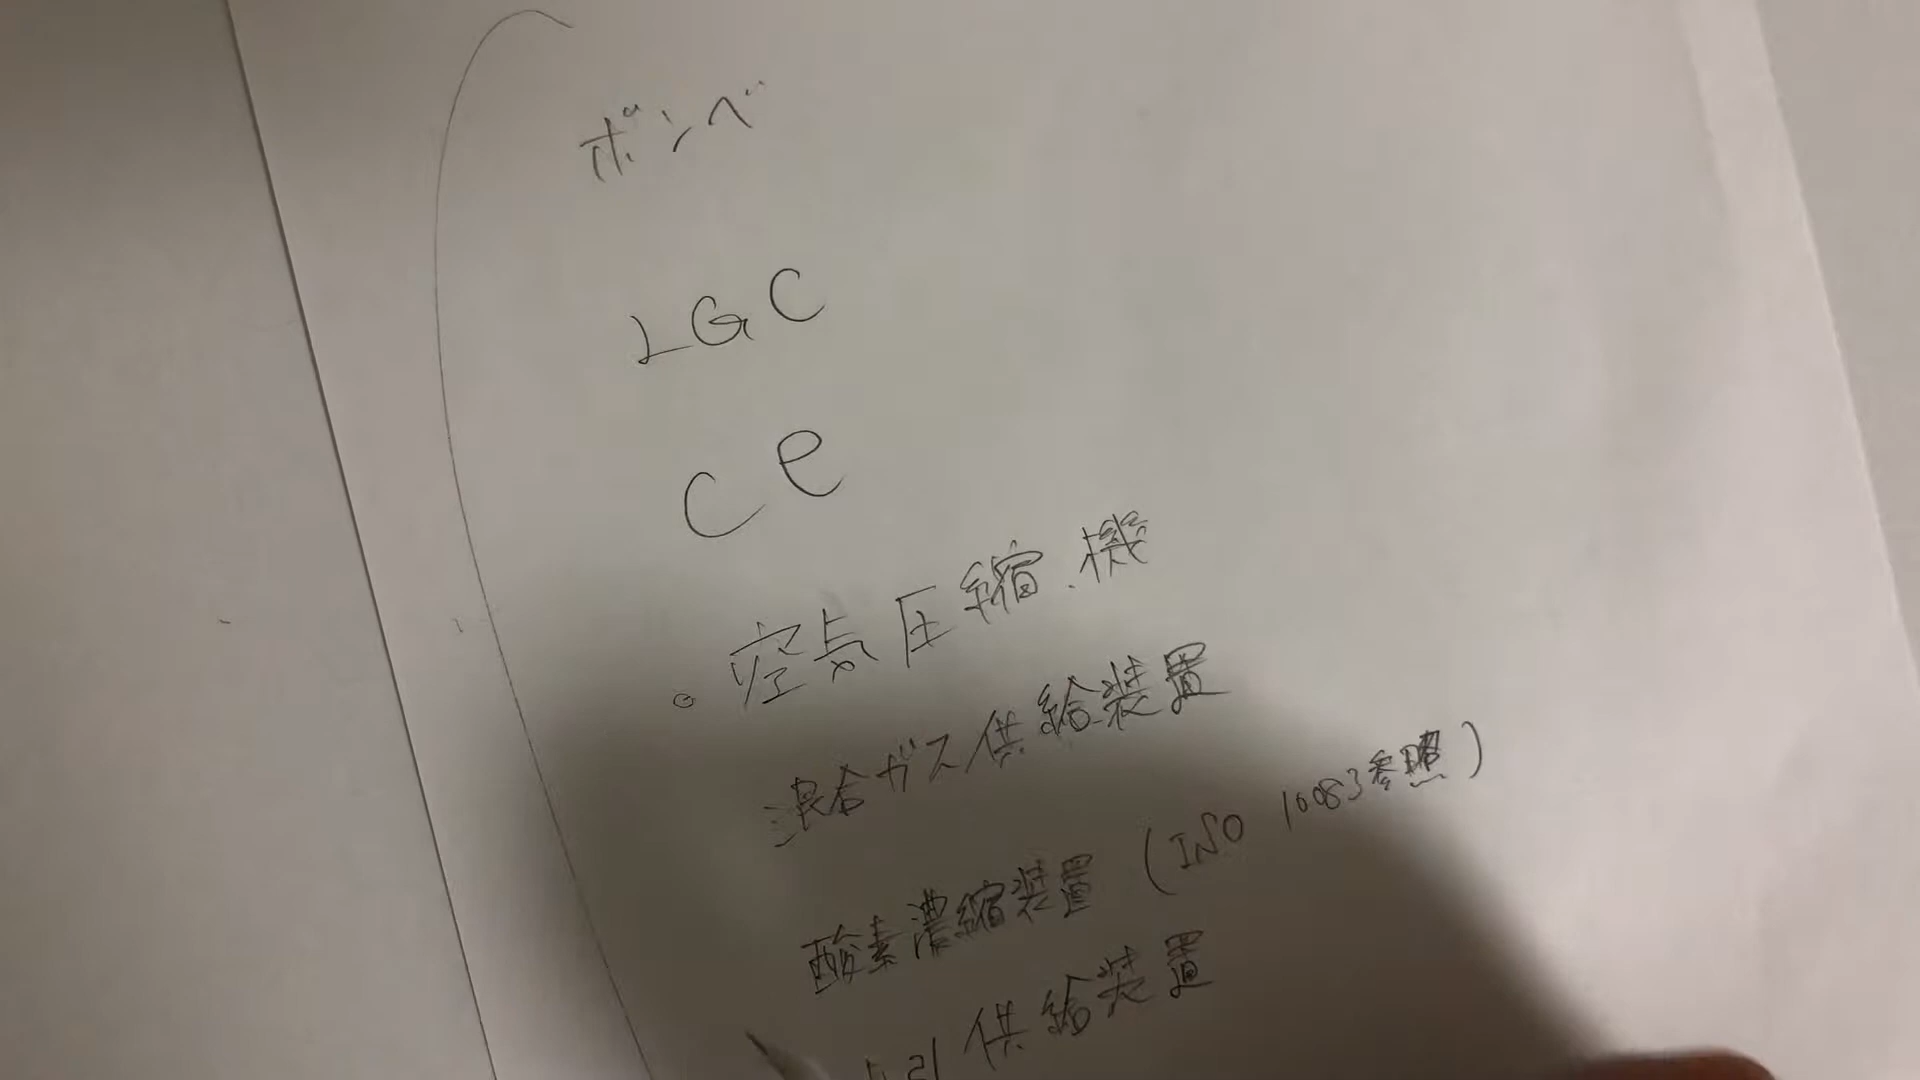 ボンベ
LGC
Ce
○空気圧縮機
混合ガス供給装置
酸素濃縮装置(ISO 10083参照)
引供給装置